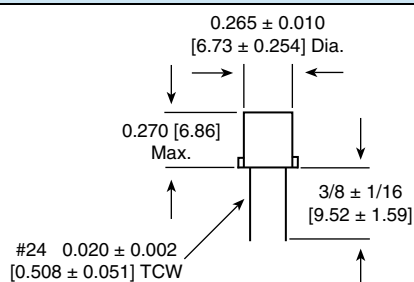 0.265 ± 0.010
[6.73 ± 0.254] Dia.
0.270 [6.86]
Max.
3/8 ± 1/16
[9.52 ± 1.59]
#24 0.020 ± 0.002
[0.508 ± 0.051] TCW